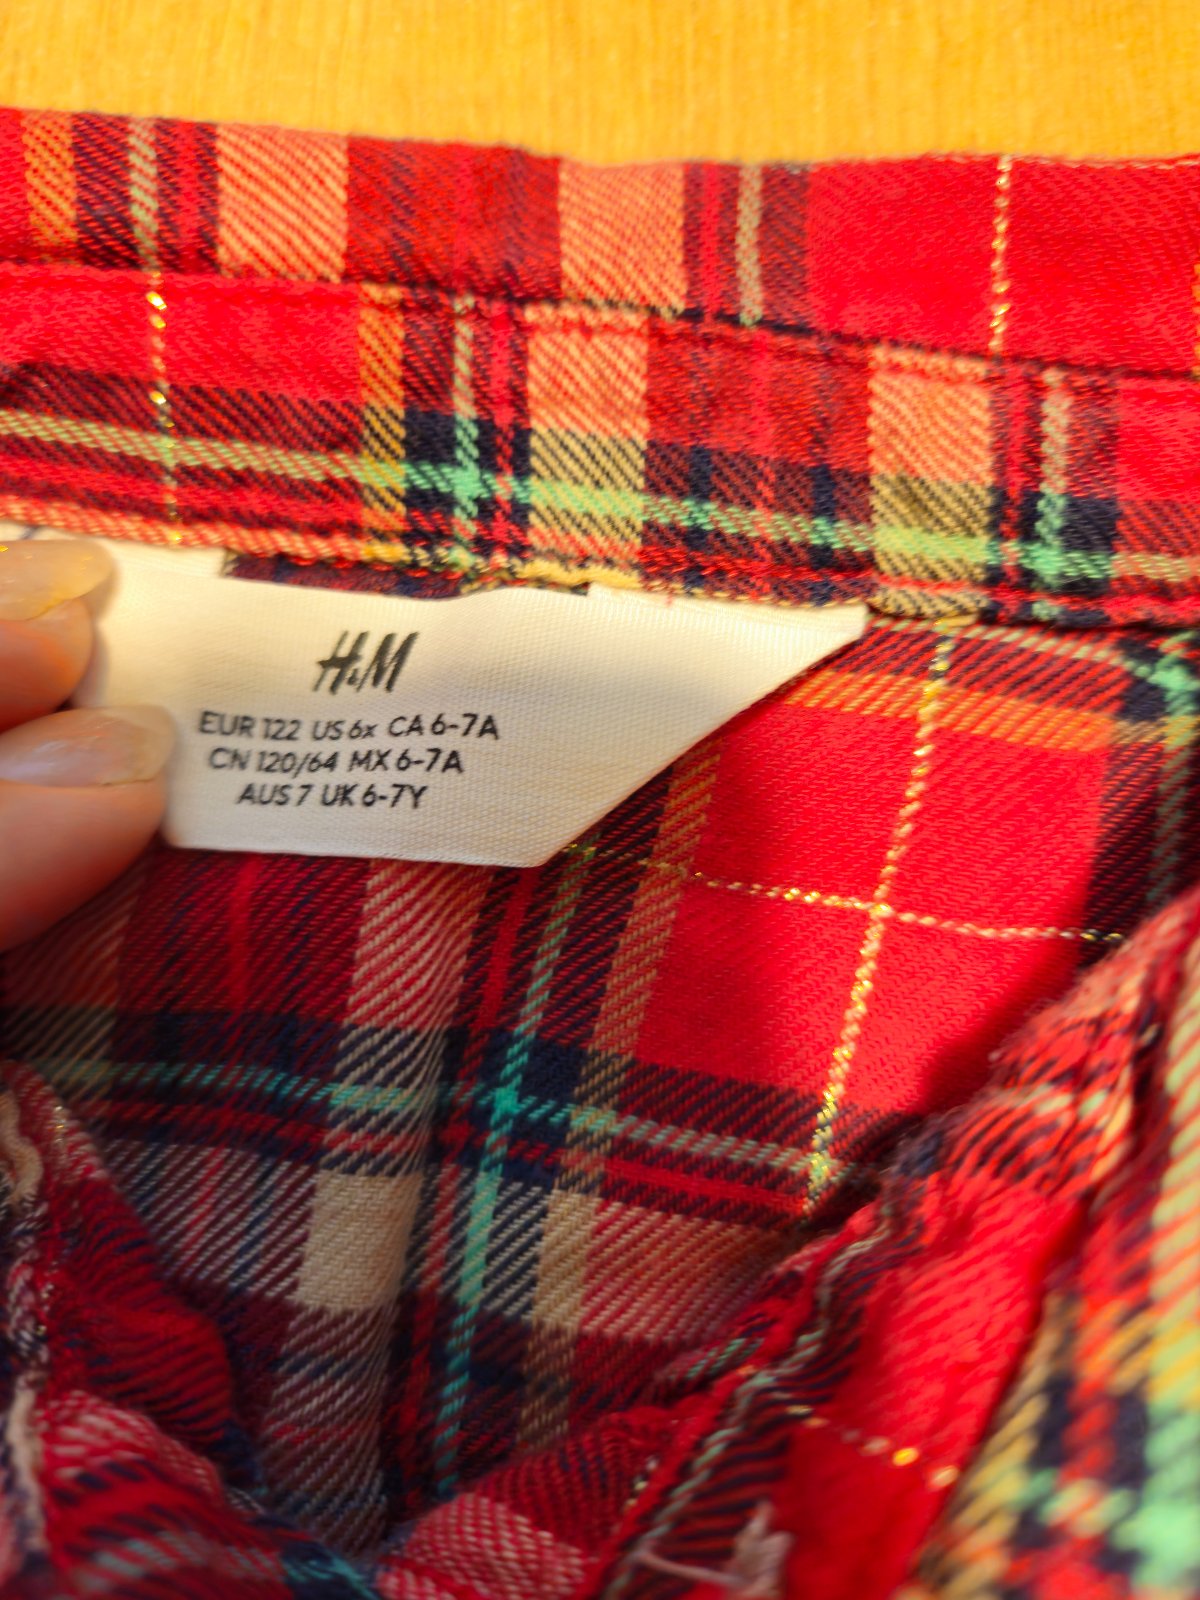 H&M
EUR 122 US 6x CA 6-7A
CN 120/64 MX 6-7A
AUS 7 UK 6-7Y